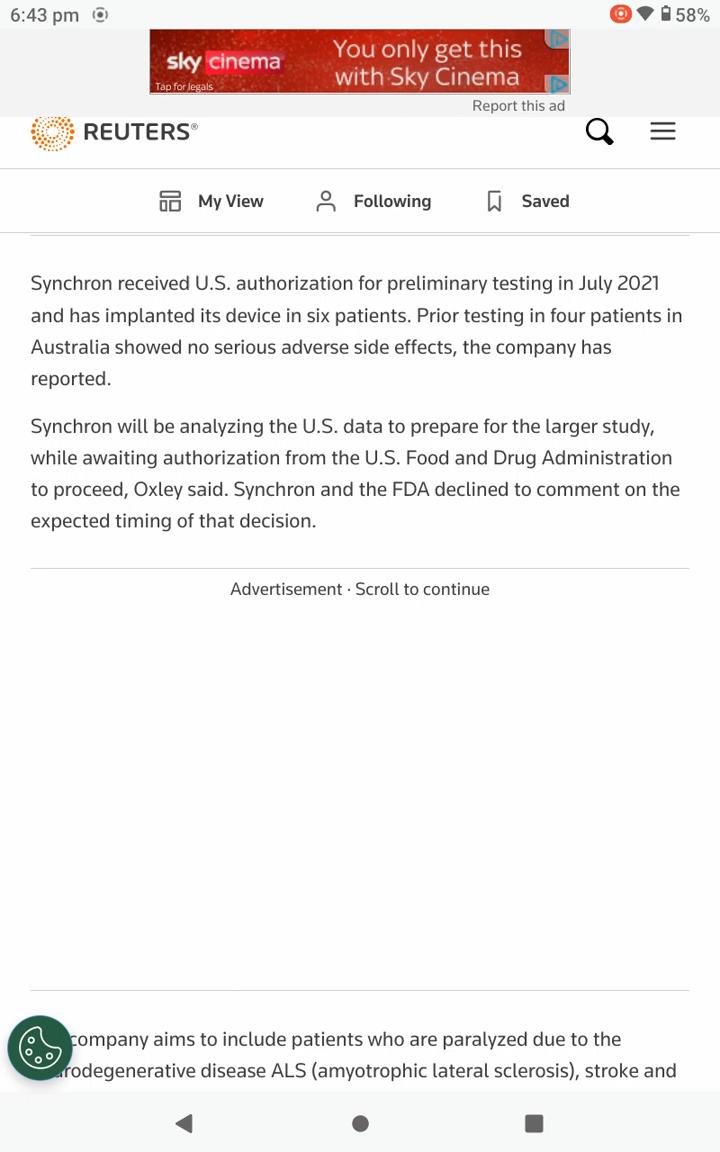 6:43 pm
58%
sky cinema
You only get this
with Sky Cinema
Tap for legals
Report this ad
REUTERS®
My View
Following
Saved
Synchron received U.S. authorization for preliminary testing in July 2021
and has implanted its device in six patients. Prior testing in four patients in
Australia showed no serious adverse side effects, the company has
reported.
Synchron will be analyzing the U.S. data to prepare for the larger study,
while awaiting authorization from the U.S. Food and Drug Administration
to proceed, Oxley said. Synchron and the FDA declined to comment on the
expected timing of that decision.
Advertisement · Scroll to continue
company aims to include patients who are paralyzed due to the
rodegenerative disease ALS (amyotrophic lateral sclerosis), stroke and